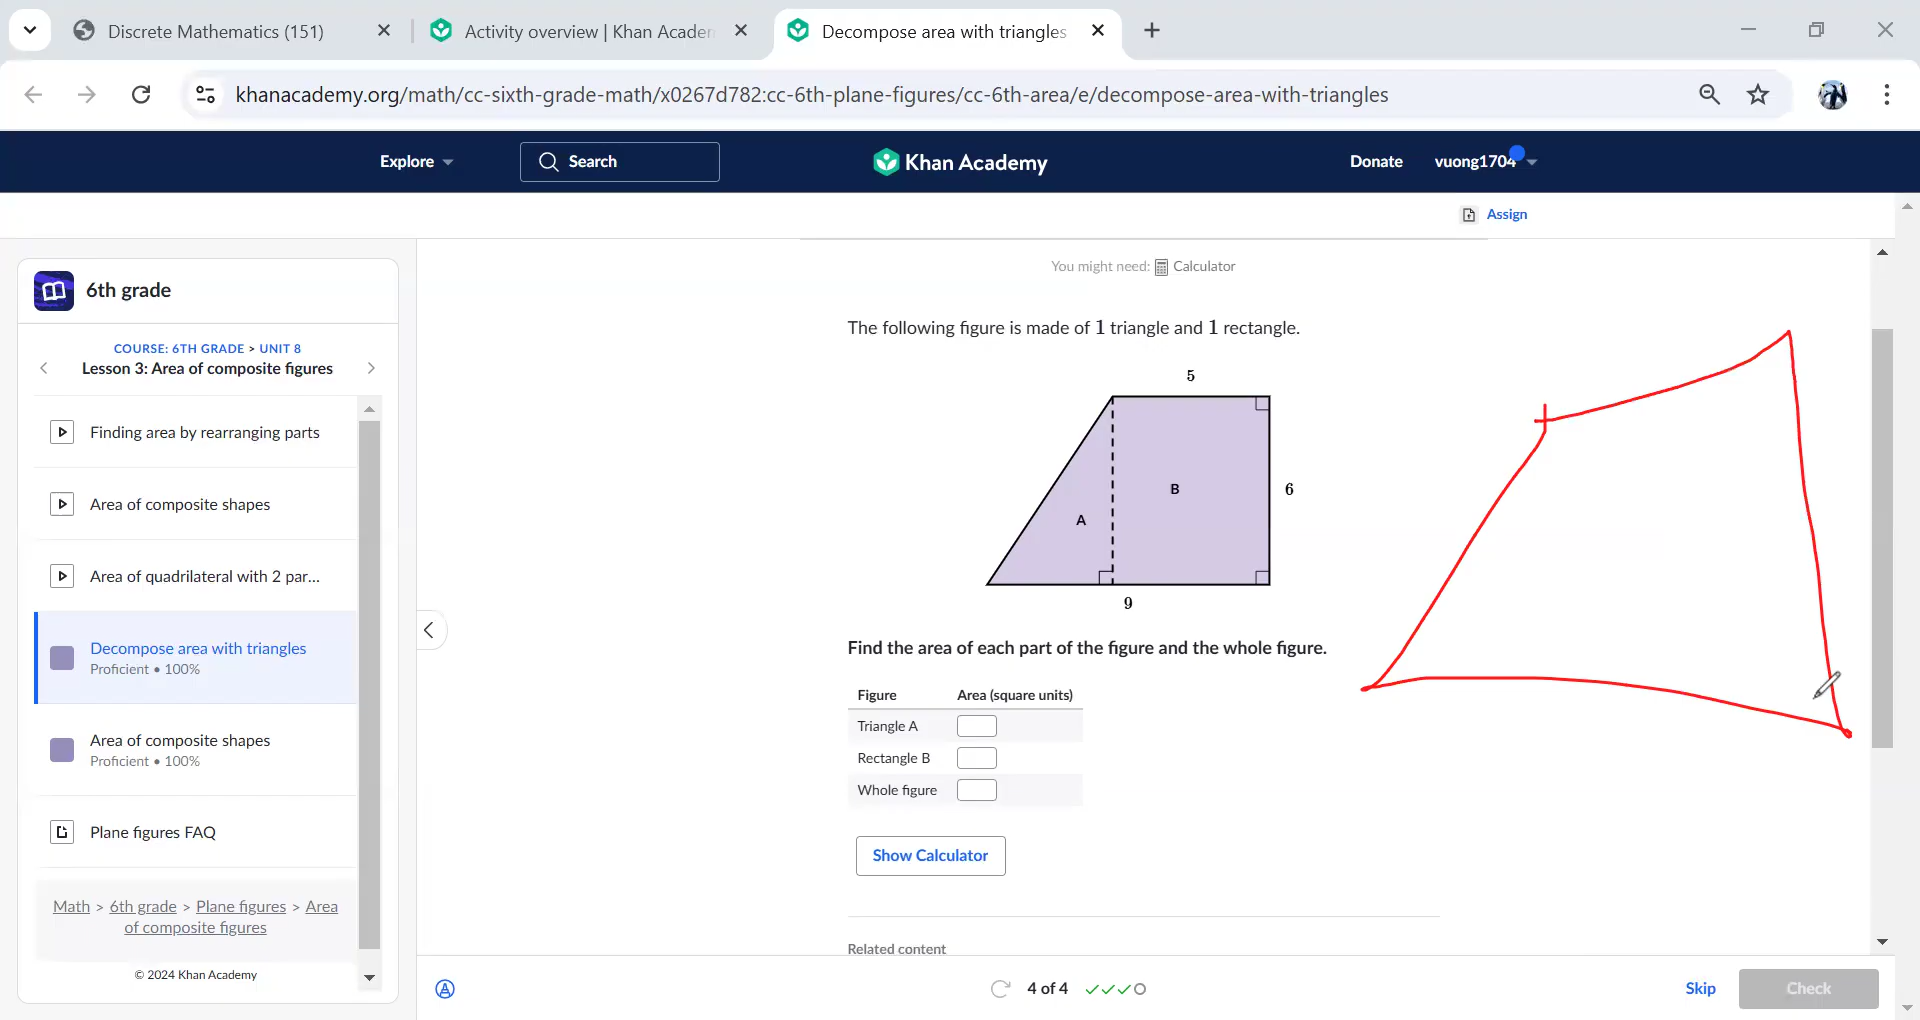 Discrete Mathematics (151)
Activity overview | Khan Acader
Decompose area with triangles
khanacademy.org/math/cc-sixth-grade-math/x0267d782:cc-6th-plane-figures/cc-6th-area/e/decompose-area-with-triangles
Explore
Search
Khan Academy
Donate
vuong1704
Assign
6th grade
COURSE: 6TH GRADE > UNIT 8
Lesson 3: Area of composite figures
Finding area by rearranging parts
Area of composite shapes
Area of quadrilateral with 2 par...
Decompose area with triangles
Proficient • 100%
Area of composite shapes
Proficient • 100%
Plane figures FAQ
Math > 6th grade > Plane figures > Area
of composite figures
© 2024 Khan Academy
You might need: Calculator
The following figure is made of 1 triangle and 1 rectangle.
5
B
6
A
9
Find the area of each part of the figure and the whole figure.
Figure Area (square units)
Triangle A
Rectangle B
Whole figure
Show Calculator
Related content
4 of 4
Skip
Check